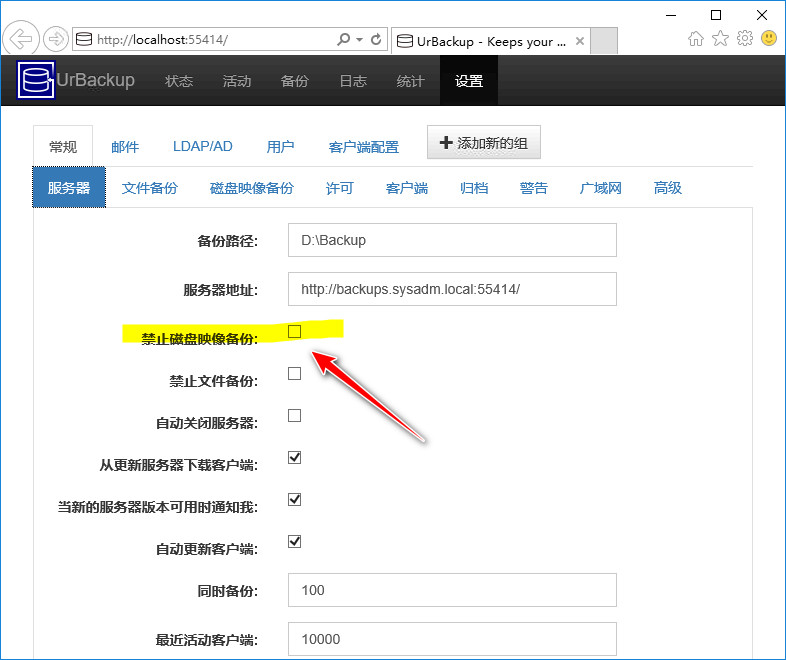 http://localhost:55414/
UrBackup - Keeps your ...
UrBackup 状态 活动 备份 日志 统计 设置
常规 邮件 LDAP/AD 用户 客户端配置 添加新的组
服务器 文件备份 磁盘映像备份 许可 客户端 归档 警告 广域网 高级
备份路径: D:\Backup
服务器地址: http://backups.sysadm.local:55414/
禁止磁盘映像备份:
禁止文件备份:
自动关闭服务器:
从更新服务器下载客户端:
当新的服务器版本可用时通知我:
自动更新客户端:
同时备份: 100
最近活动客户端: 10000